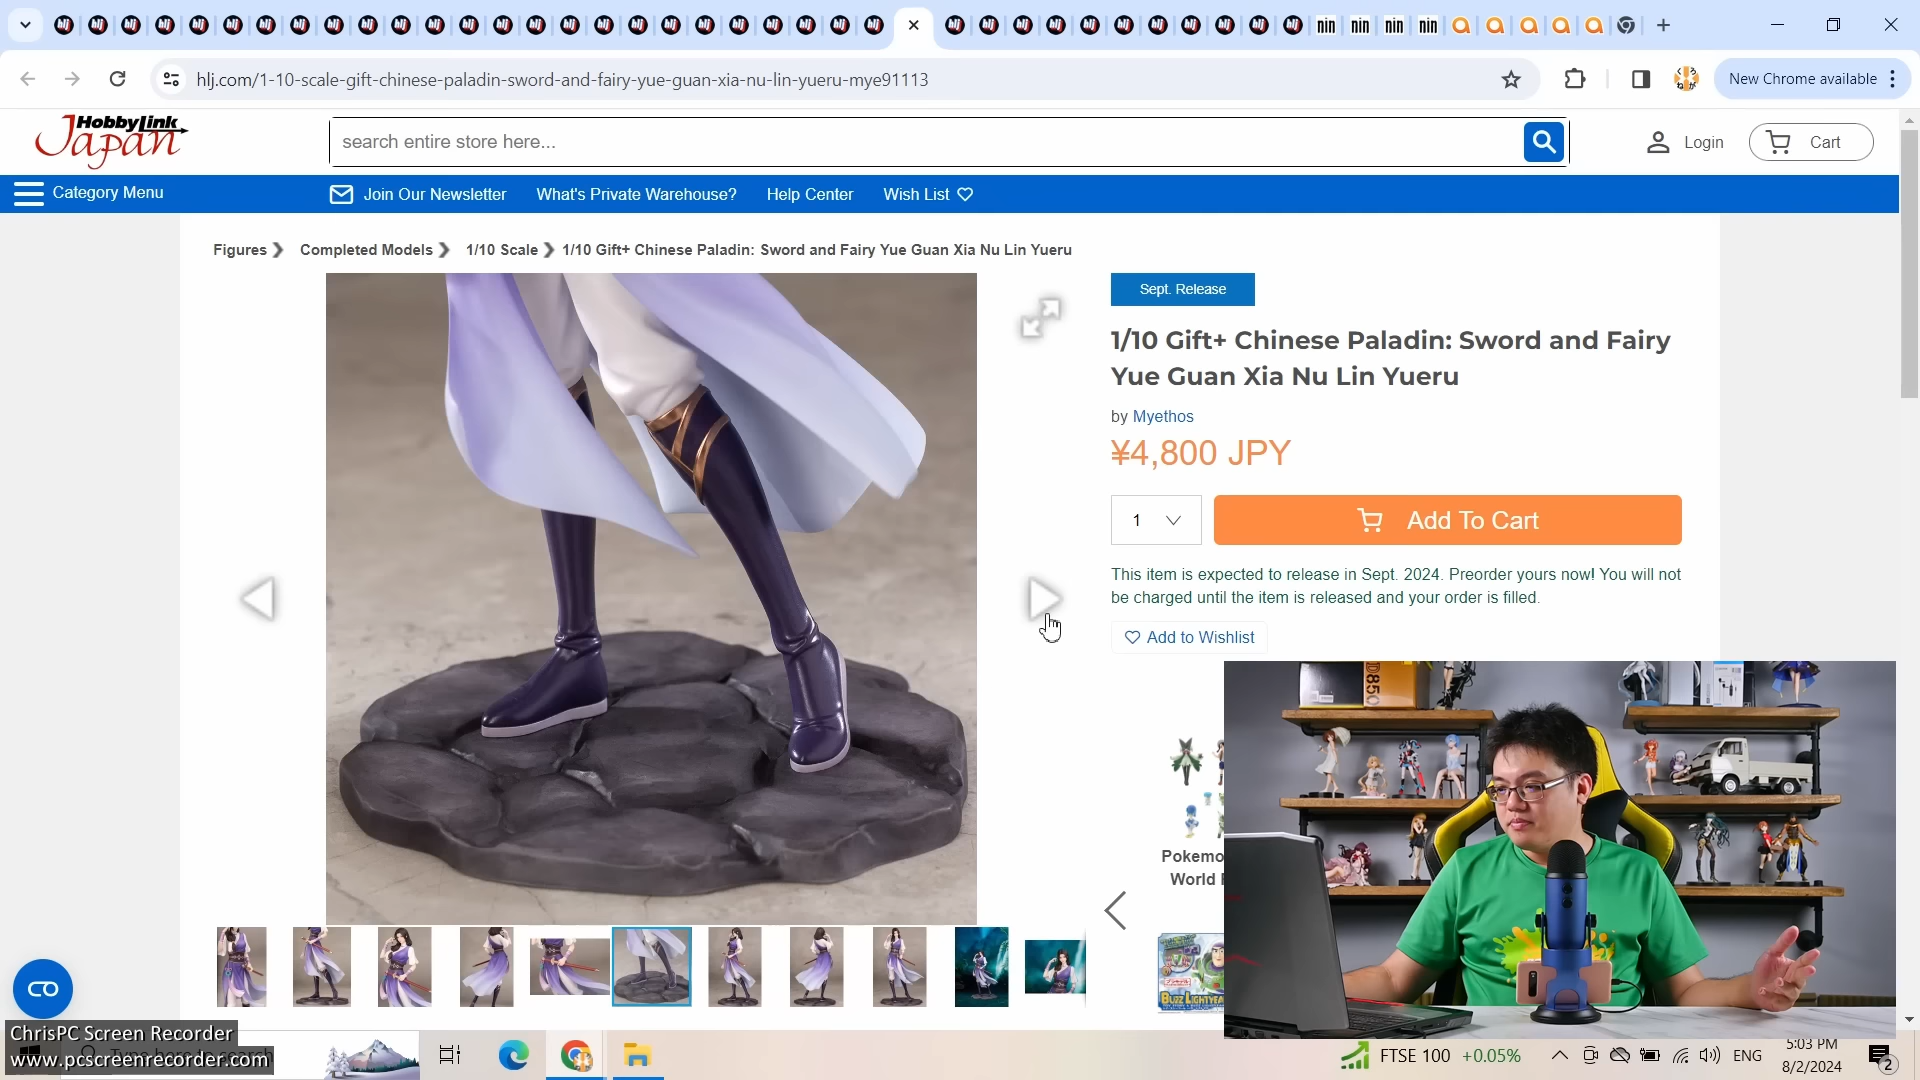 hlj.com/1-10-scale-gift-chinese-paladin-sword-and-fairy-yue-guan-xia-nu-lin-yueru-mye91113
New Chrome available
HobbyLink
Japan
search entire store here...
Login
Cart
Category Menu
Join Our Newsletter
What's Private Warehouse?
Help Center
Wish List
Figures
Completed Models
1/10 Scale
1/10 Gift+ Chinese Paladin: Sword and Fairy Yue Guan Xia Nu Lin Yueru
Sept. Release
1/10 Gift+ Chinese Paladin: Sword and Fairy
Yue Guan Xia Nu Lin Yueru
by Myethos
¥4,800 JPY
1
Add To Cart
This item is expected to release in Sept. 2024. Preorder yours now! You will not
be charged until the item is released and your order is filled.
Add to Wishlist
Pokemo
World
BUZZ LIGHTYE
D850
ChrisPC Screen Recorder
www.pcscreenrecorder.com
FTSE 100 +0.05%
ENG
5:03 PM
8/2/2024
2